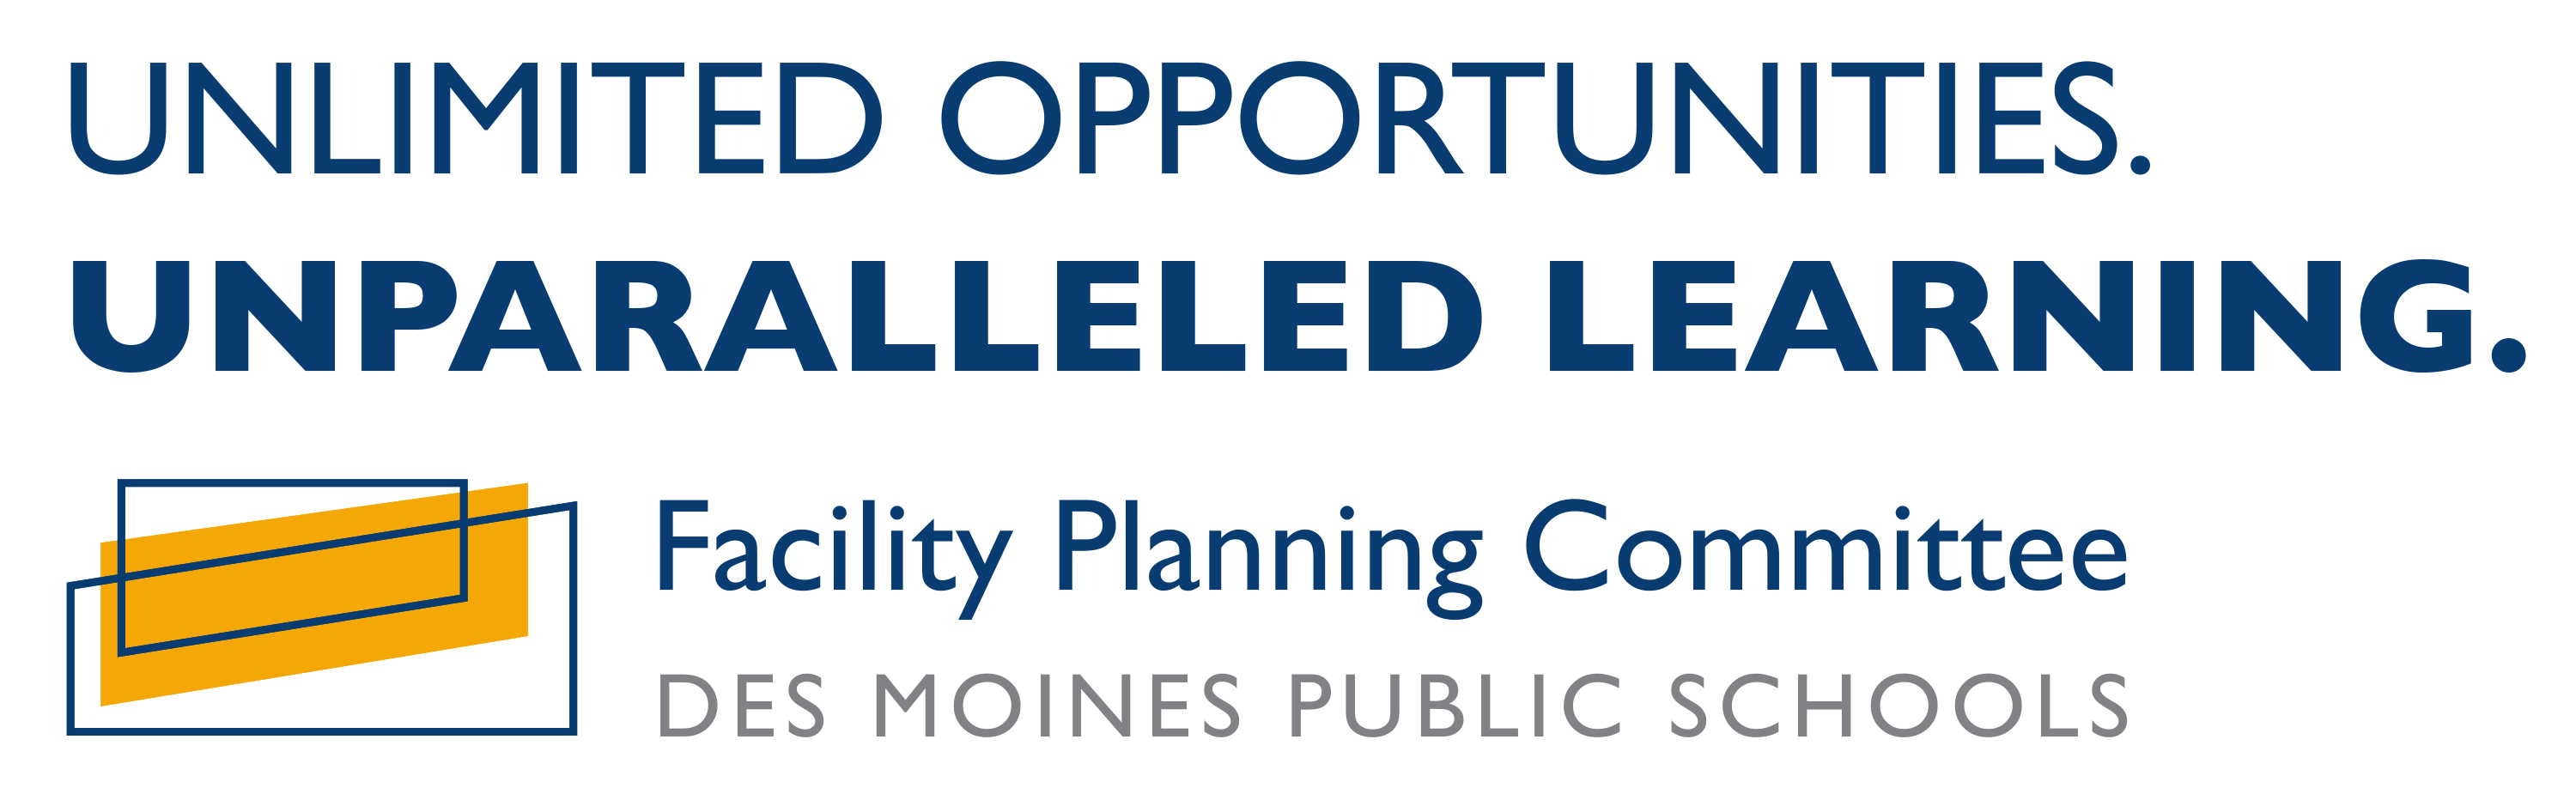 UNLIMITED OPPORTUNITIES.
UNPARALLELED LEARNING.
Facility Planning Committee
DES MOINES PUBLIC SCHOOLS